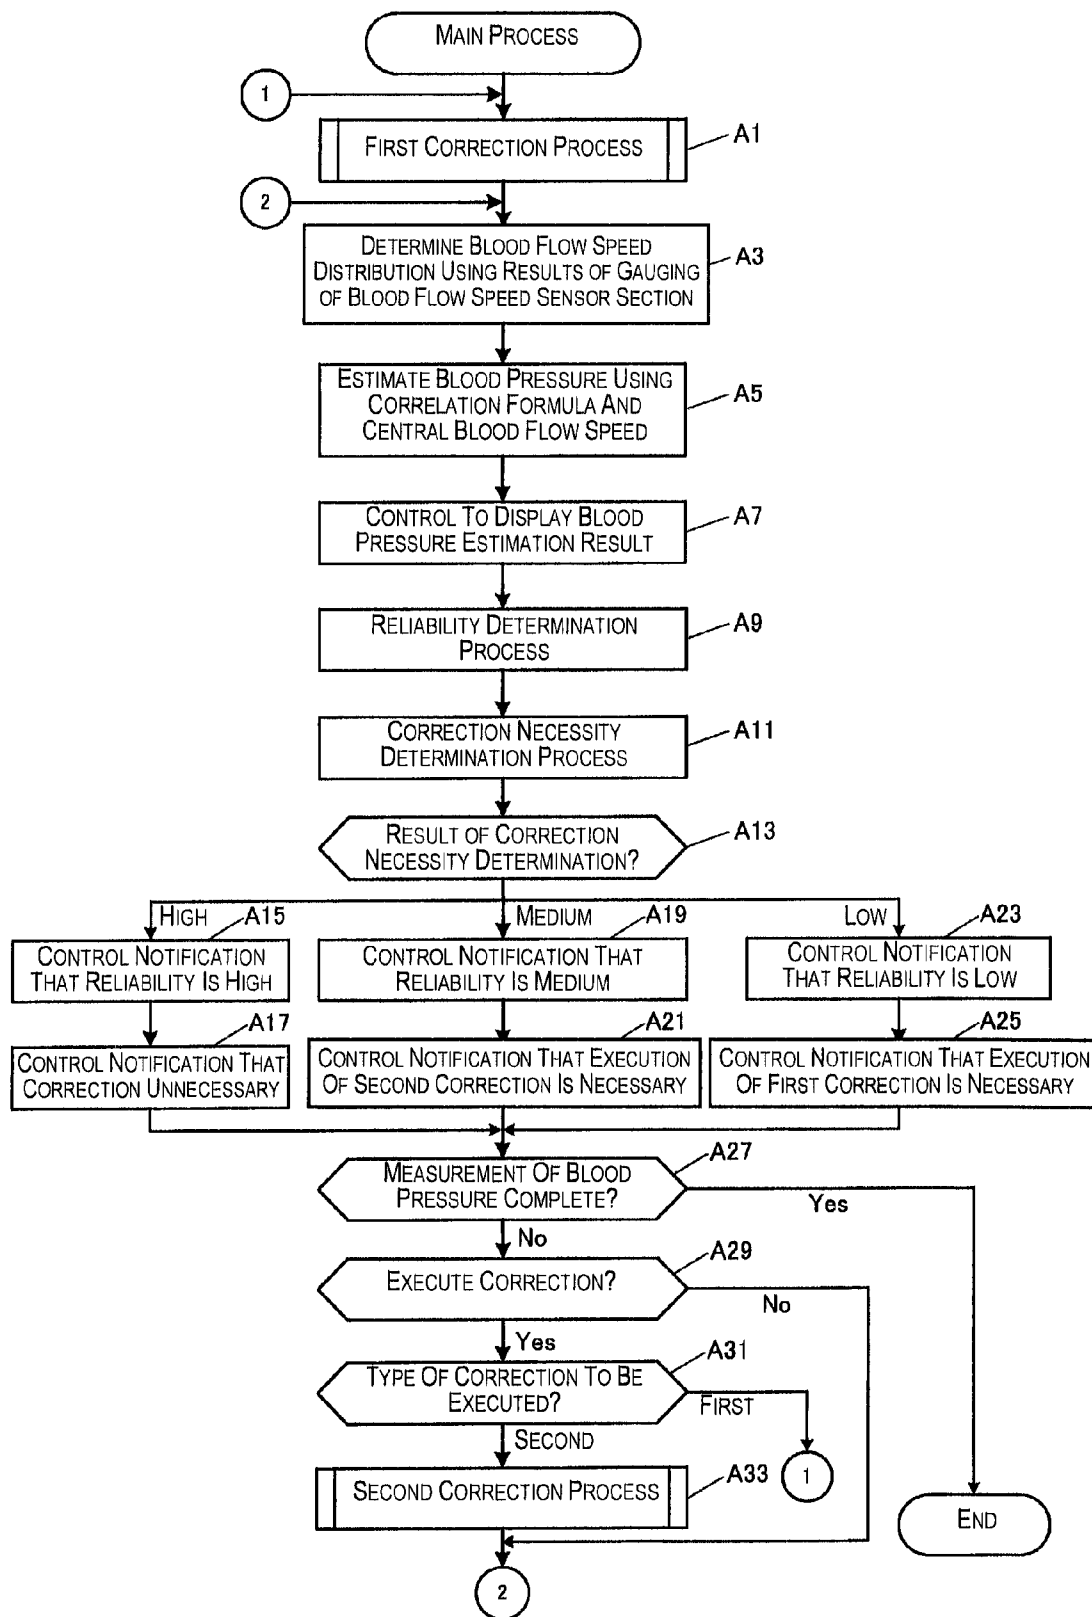 MAIN PROCESS
1
FIRST CORRECTION PROCESS
A1
2
DETERMINE BLOOD FLOW SPEED
DISTRIBUTION USING RESULTS OF GAUGING
OF BLOOD FLOW SPEED SENSOR SECTION
A3
ESTIMATE BLOOD PRESSURE USING
CORRELATION FORMULA AND
CENTRAL BLOOD FLOW SPEED
A5
CONTROL TO DISPLAY BLOOD
PRESSURE ESTIMATION RESULT
A7
RELIABILITY DETERMINATION
PROCESS
A9
CORRECTION NECESSITY
DETERMINATION PROCESS
A11
RESULT OF CORRECTION
NECESSITY DETERMINATION?
A13
HIGH
A15
CONTROL NOTIFICATION
THAT RELIABILITY IS HIGH
A17
CONTROL NOTIFICATION THAT
CORRECTION UNNECESSARY
MEDIUM
A19
CONTROL NOTIFICATION THAT
RELIABILITY IS MEDIUM
A21
CONTROL NOTIFICATION THAT EXECUTION
OF SECOND CORRECTION IS NECESSARY
LOW
A23
CONTROL NOTIFICATION
THAT RELIABILITY IS LOW
A25
CONTROL NOTIFICATION THAT EXECUTION
OF FIRST CORRECTION IS NECESSARY
MEASUREMENT OF BLOOD
PRESSURE COMPLETE?
A27
Yes
No
EXECUTE CORRECTION?
A29
No
Yes
TYPE OF CORRECTION TO BE
EXECUTED?
A31
FIRST
SECOND
1
SECOND CORRECTION PROCESS
A33
END
2